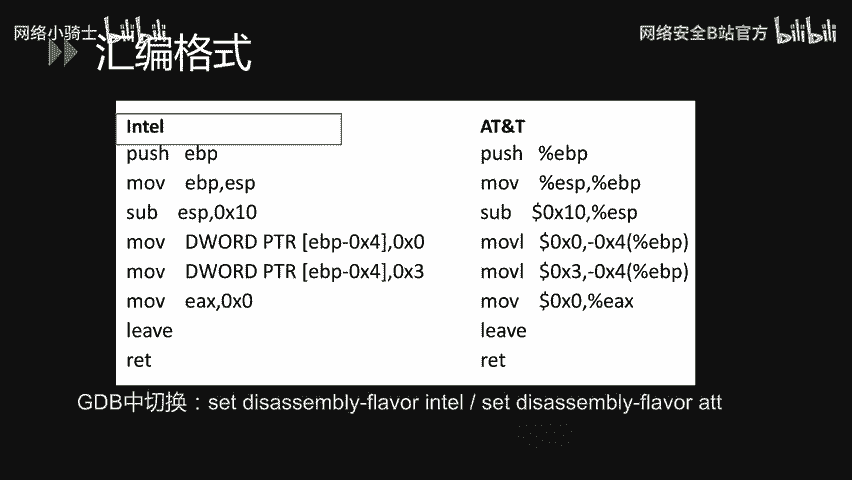 网络小骑士 bilibili
网络安全B站官方 bilibili
汇编格式
Intel AT&T
push ebp push %ebp
mov ebp,esp mov %esp,%ebp
sub esp,0x10 sub $0x10,%esp
mov DWORD PTR [ebp-0x4],0x0 movl $0x0,-0x4(%ebp)
mov DWORD PTR [ebp-0x4],0x3 movl $0x3,-0x4(%ebp)
mov eax,0x0 mov $0x0,%eax
leave leave
ret ret
GDB中切换：set disassembly-flavor intel / set disassembly-flavor att